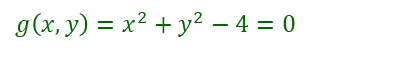 g(x, y) = x² + y² − 4 = 0